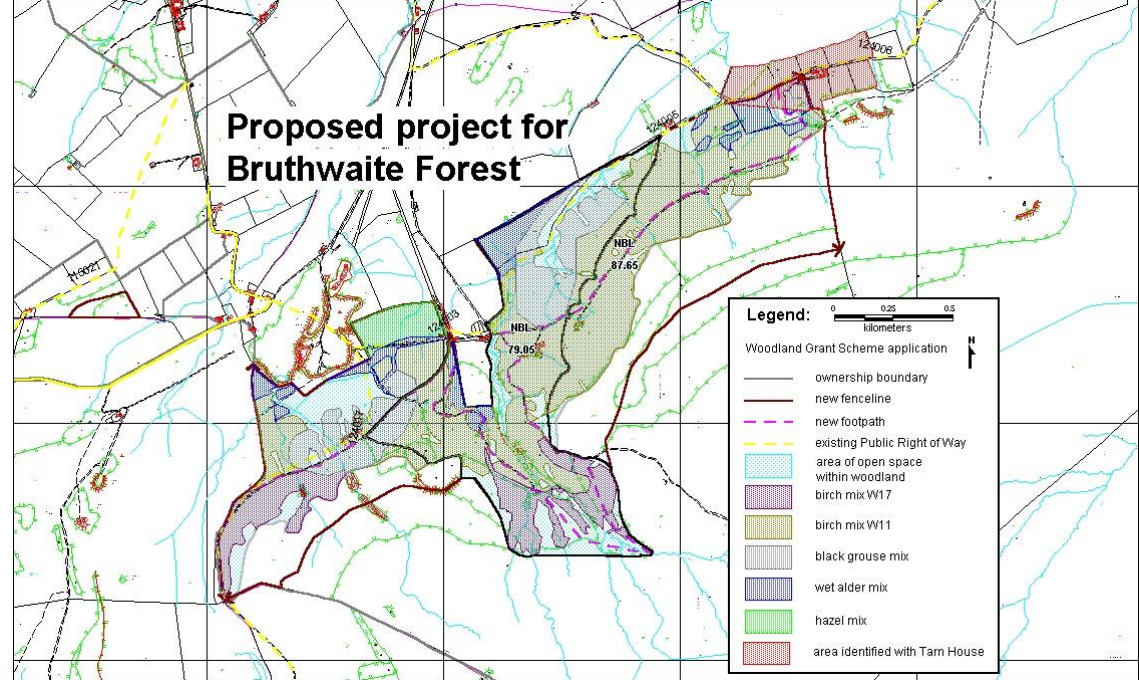 Proposed project for
Bruthwaite Forest
124006
124005
115021
NBL
87.65
124003
NBL
79.05
Legend:
0 0.25 0.5
kilometers
Woodland Grant Scheme application
N
ownership boundary
new fenceline
new footpath
existing Public Right of Way
area of open space
within woodland
birch mix W17
birch mix W11
black grouse mix
wet alder mix
hazel mix
area identified with Tarn House